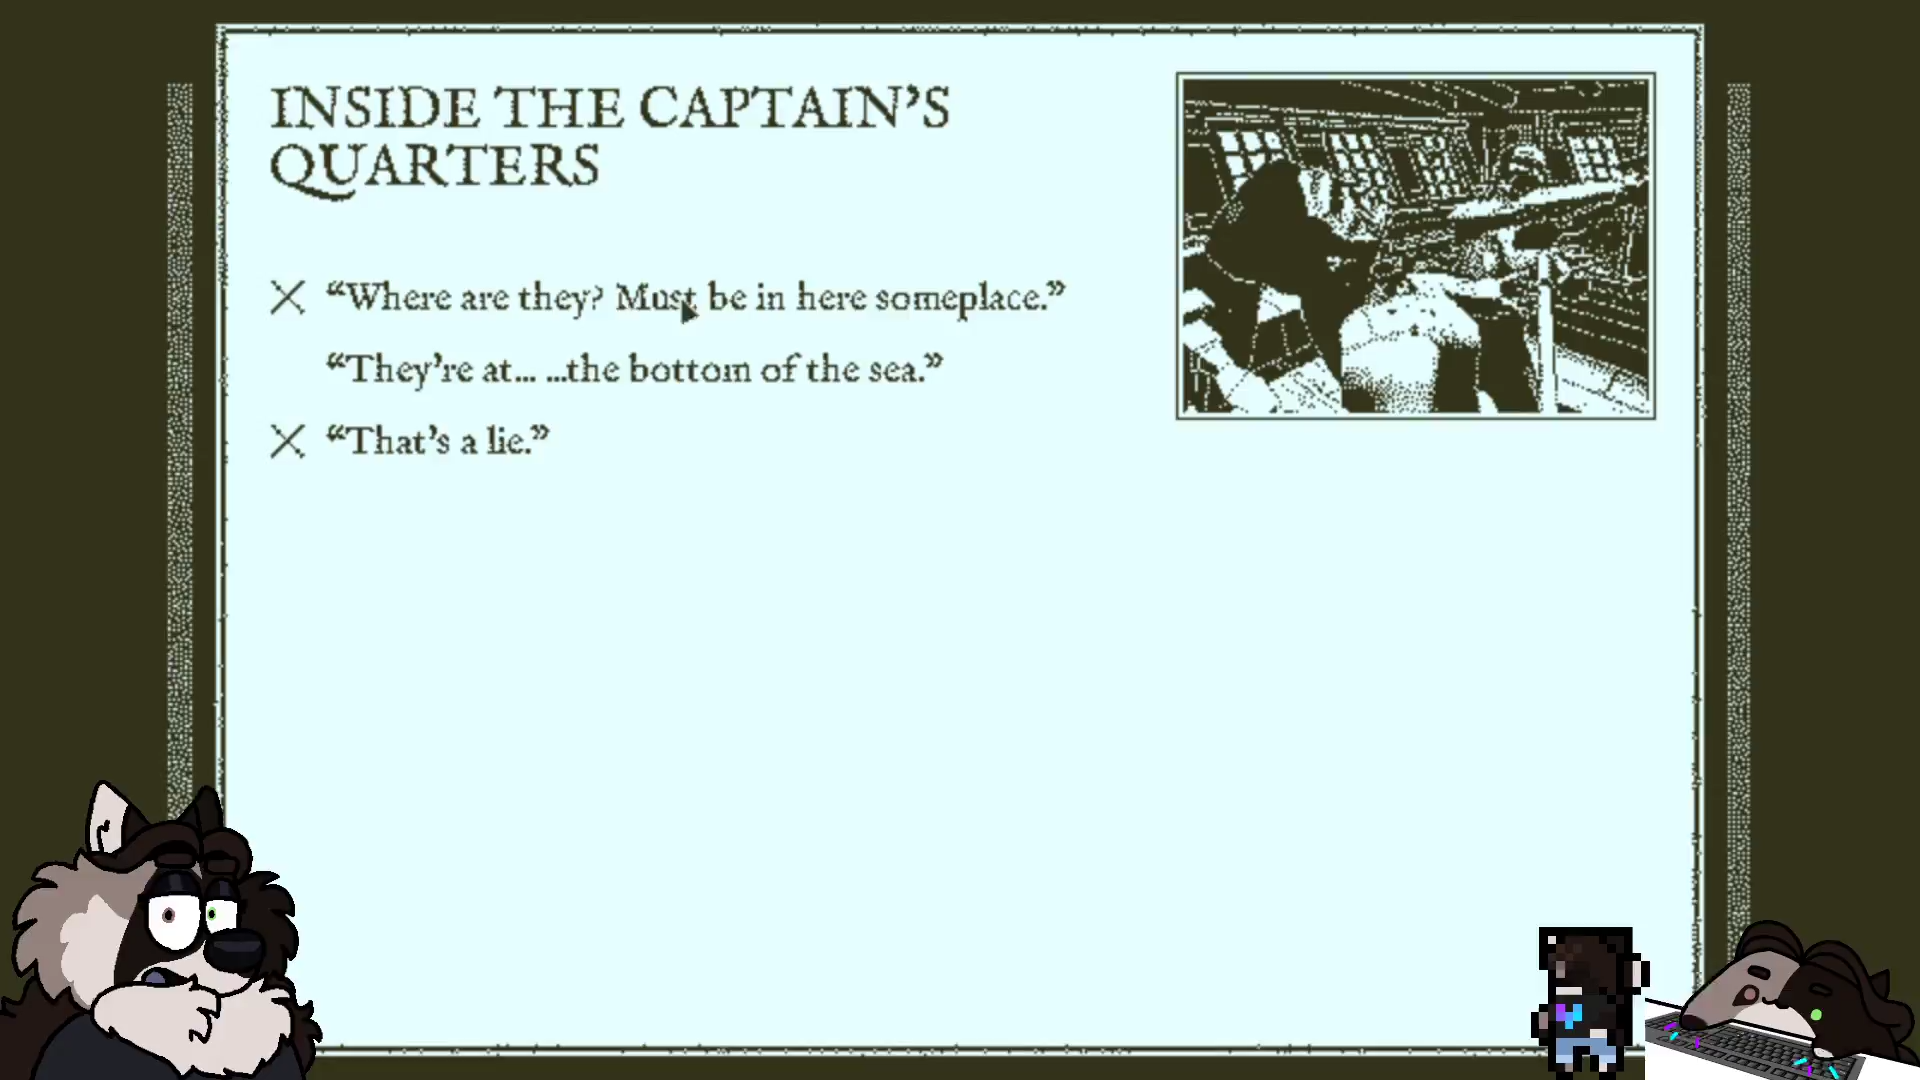 INSIDE THE CAPTAIN'S
QUARTERS
"Where are they? Must be in here someplace."
"They're at... ...the bottom of the sea."
"That's a lie."